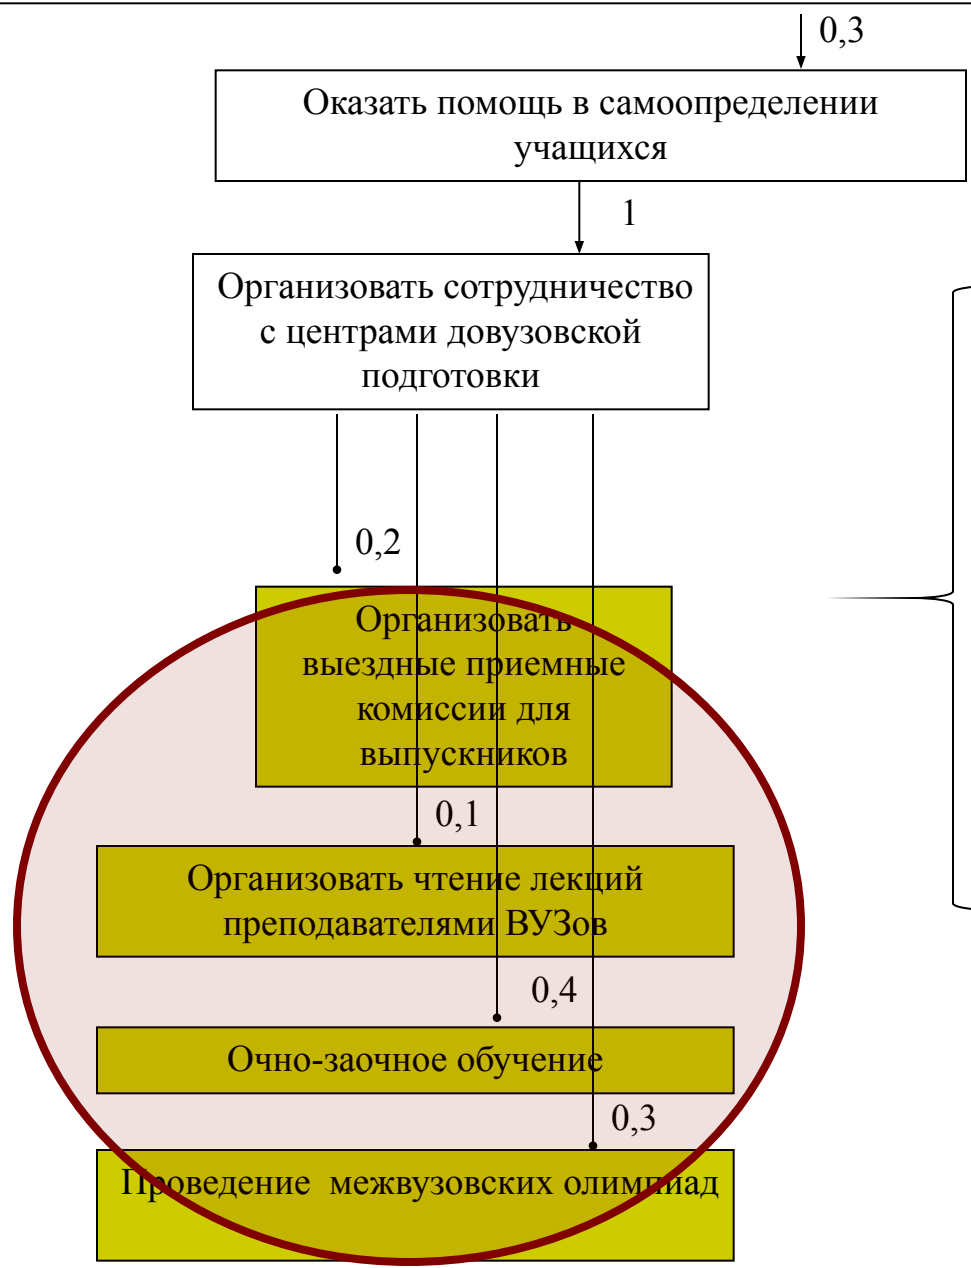 0,3
Оказать помощь в самоопределении
учащихся
1
Организовать сотрудничество
с центрами довузовской
подготовки
0,2
Организовать
выездные приемные
комиссии для
выпускников
0,1
Организовать чтение лекций
преподавателями ВУЗов
0,4
Очно-заочное обучение
0,3
Проведение межвузовских олимпиад